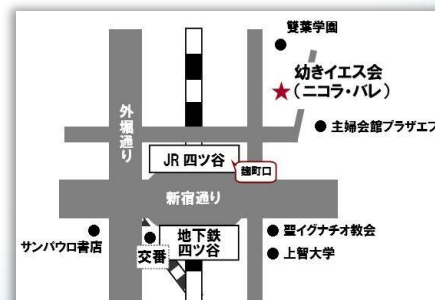 雙葉学園
幼きイエス会
(ニコラ・バレ)
主婦会館プラザエフ
外堀通り
JR 四ツ谷
麹町口
新宿通り
サンパウロ書店
交番
地下鉄
四ツ谷
聖イグナチオ教会
上智大学